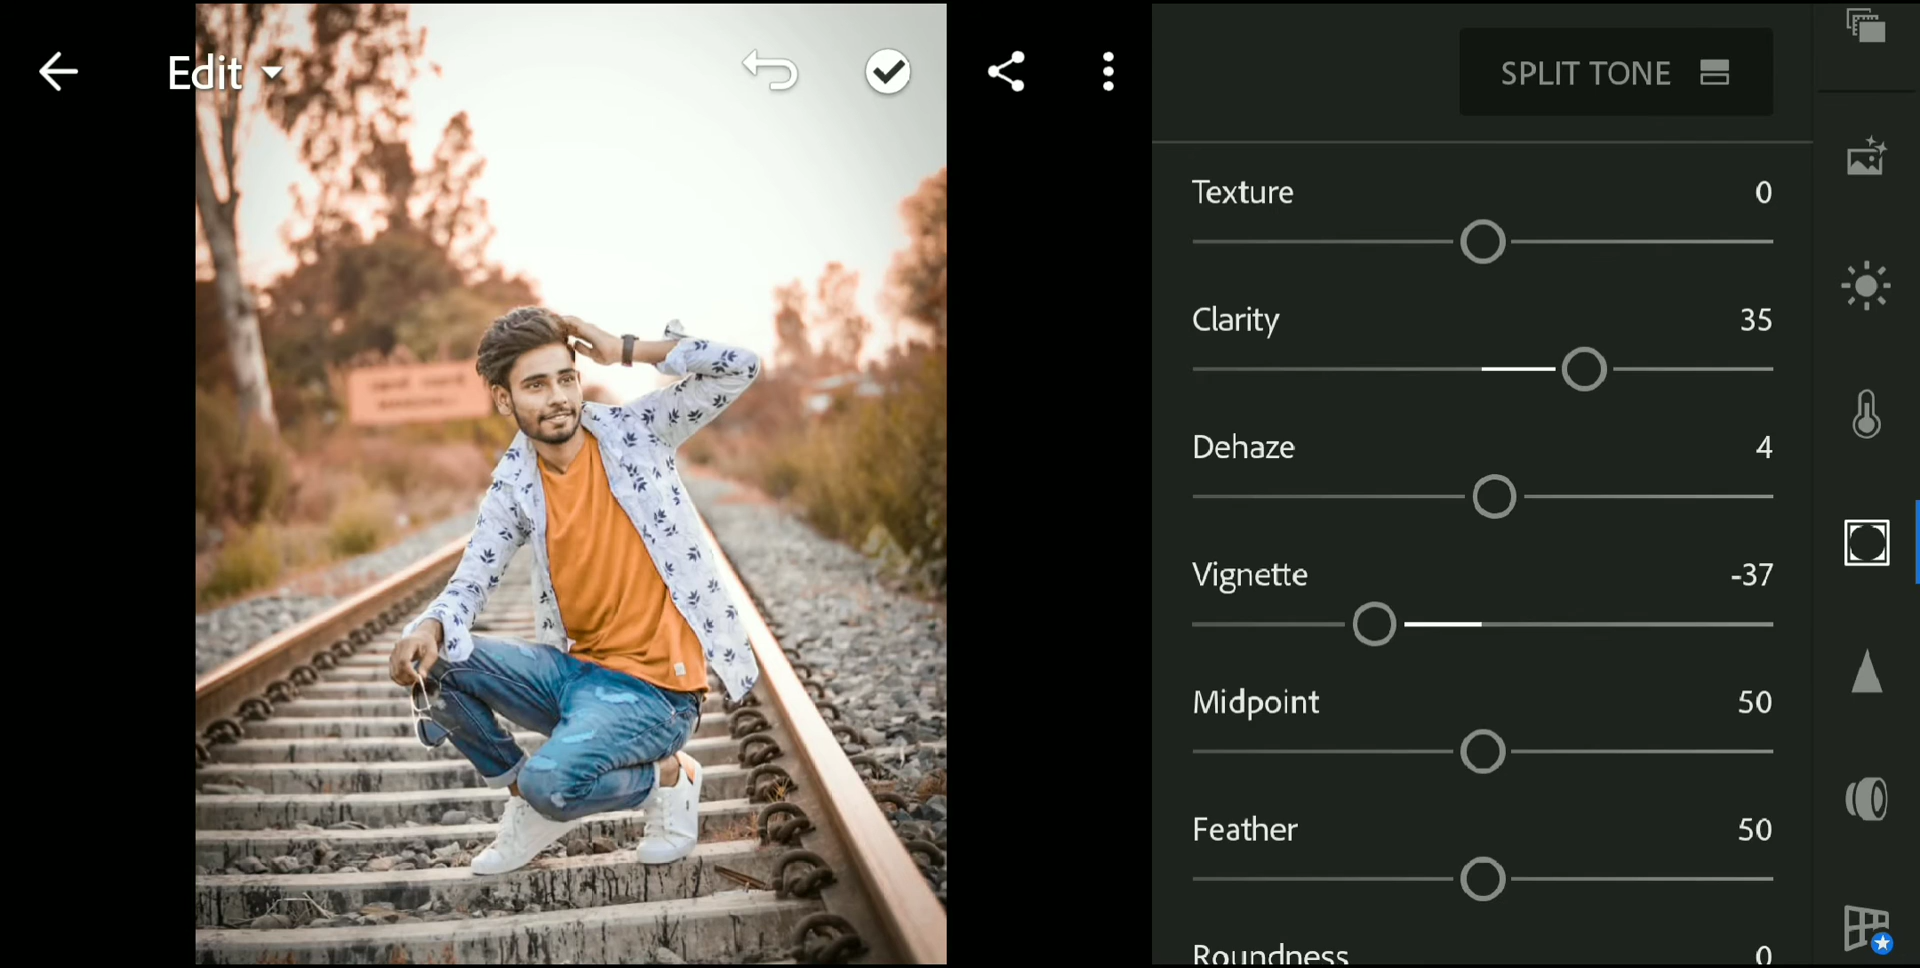 Edit
SPLIT TONE
Texture 0
Clarity 35
Dehaze 4
Vignette -37
Midpoint 50
Feather 50
Roundness 0